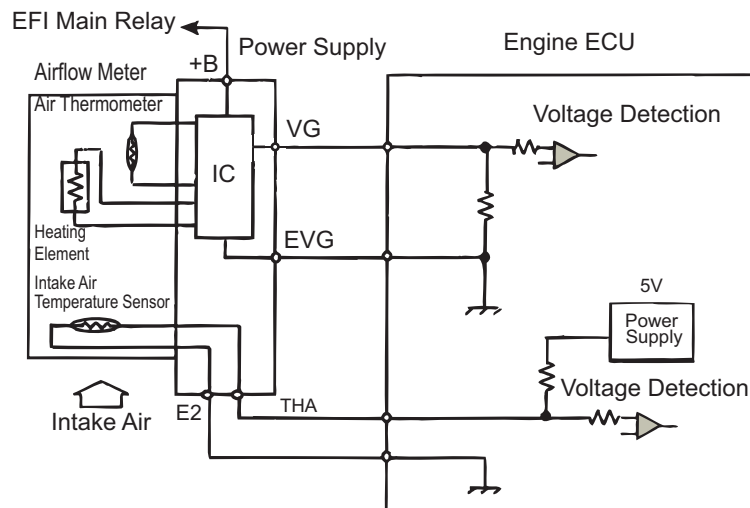 EFI Main Relay
+B
Power Supply
Engine ECU
Airflow Meter
Air Thermometer
VG
Voltage Detection
IC
Heating
Element
EVG
Intake Air
Temperature Sensor
5V
Power
Supply
Voltage Detection
E2
THA
Intake Air